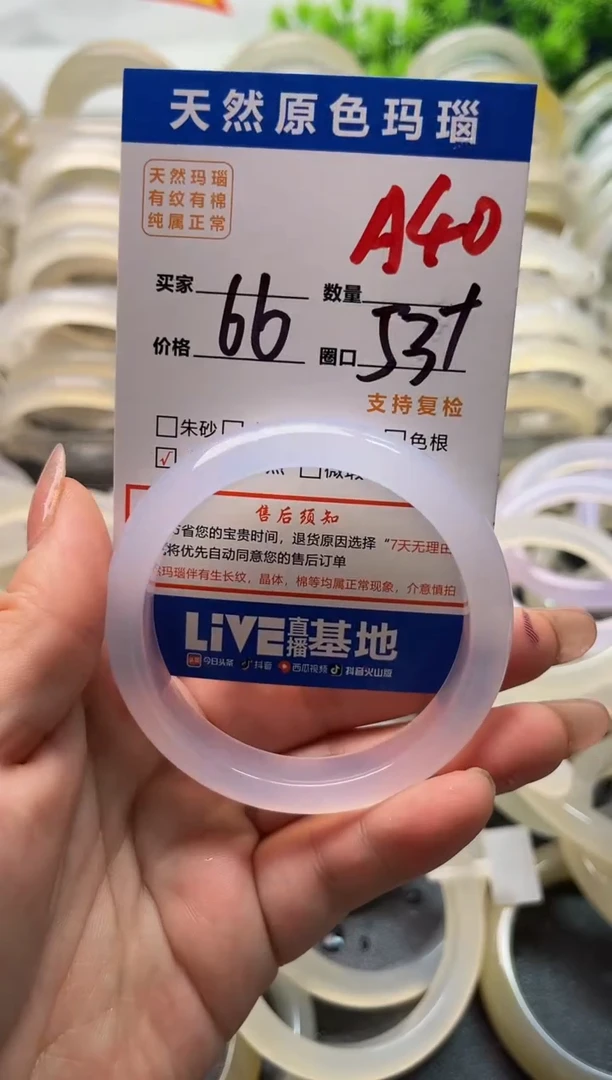 天然原色玛瑙
天然玛瑙
有纹有棉
纯属正常
A40
买家 数量
价格 66 圈口 53+
支持复检
朱砂 色根
售后须知
省您的宝贵时间，退货原因选择“7天无理由
将优先自动同意您的售后订单
玛瑙伴有生长纹，晶体，棉等均属正常现象，介意慎拍
LiVE直播基地
今日头条 抖音 西瓜视频 抖音火山版